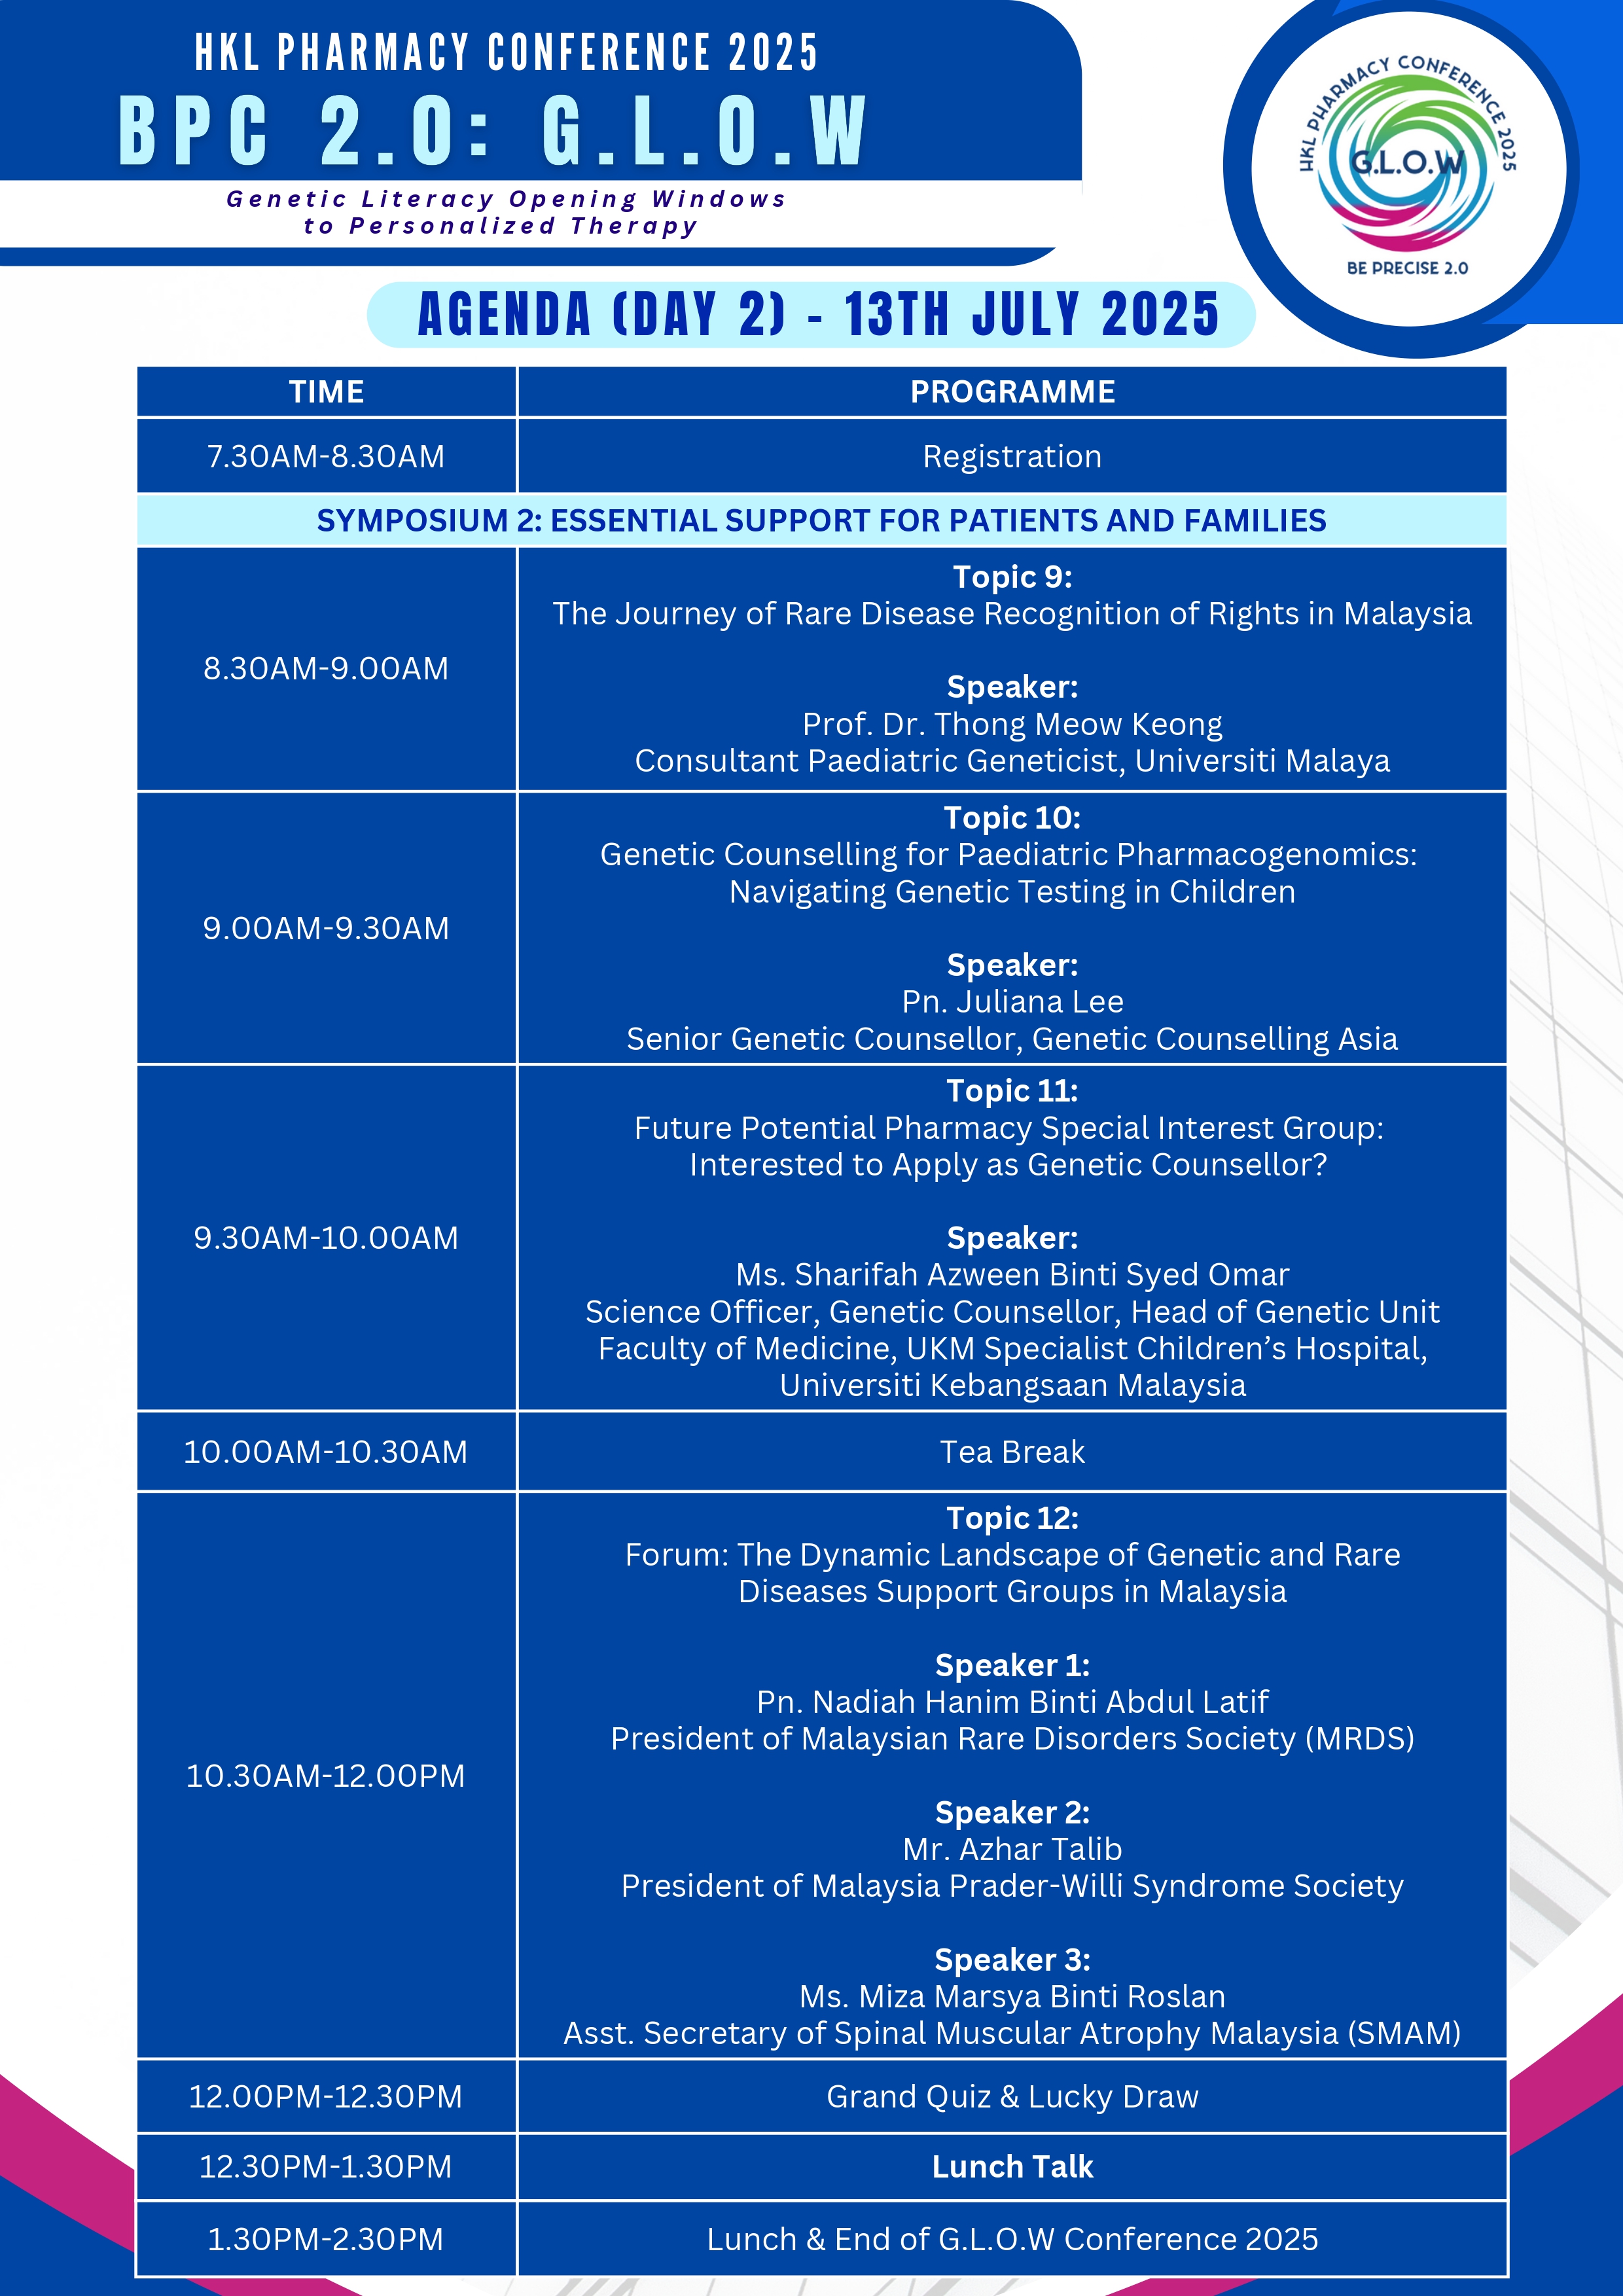 HKL PHARMACY CONFERENCE 2025
BPC 2.0: G.L.O.W
Genetic Literacy Opening Windows
to Personalized Therapy
HKL PHARMACY CONFERENCE 2025
G.L.O.W
BE PRECISE 2.0
AGENDA (DAY 2) - 13TH JULY 2025
TIME
PROGRAMME
7.30AM-8.30AM
Registration
SYMPOSIUM 2: ESSENTIAL SUPPORT FOR PATIENTS AND FAMILIES
8.30AM-9.00AM
Topic 9:
The Journey of Rare Disease Recognition of Rights in Malaysia
Speaker:
Prof. Dr. Thong Meow Keong
Consultant Paediatric Geneticist, Universiti Malaya
9.00AM-9.30AM
Topic 10:
Genetic Counselling for Paediatric Pharmacogenomics:
Navigating Genetic Testing in Children
Speaker:
Pn. Juliana Lee
Senior Genetic Counsellor, Genetic Counselling Asia
9.30AM-10.00AM
Topic 11:
Future Potential Pharmacy Special Interest Group:
Interested to Apply as Genetic Counsellor?
Speaker:
Ms. Sharifah Azween Binti Syed Omar
Science Officer, Genetic Counsellor, Head of Genetic Unit
Faculty of Medicine, UKM Specialist Children’s Hospital,
Universiti Kebangsaan Malaysia
10.00AM-10.30AM
Tea Break
10.30AM-12.00PM
Topic 12:
Forum: The Dynamic Landscape of Genetic and Rare
Diseases Support Groups in Malaysia
Speaker 1:
Pn. Nadiah Hanim Binti Abdul Latif
President of Malaysian Rare Disorders Society (MRDS)
Speaker 2:
Mr. Azhar Talib
President of Malaysia Prader-Willi Syndrome Society
Speaker 3:
Ms. Miza Marsya Binti Roslan
Asst. Secretary of Spinal Muscular Atrophy Malaysia (SMAM)
12.00PM-12.30PM
Grand Quiz & Lucky Draw
12.30PM-1.30PM
Lunch Talk
1.30PM-2.30PM
Lunch & End of G.L.O.W Conference 2025